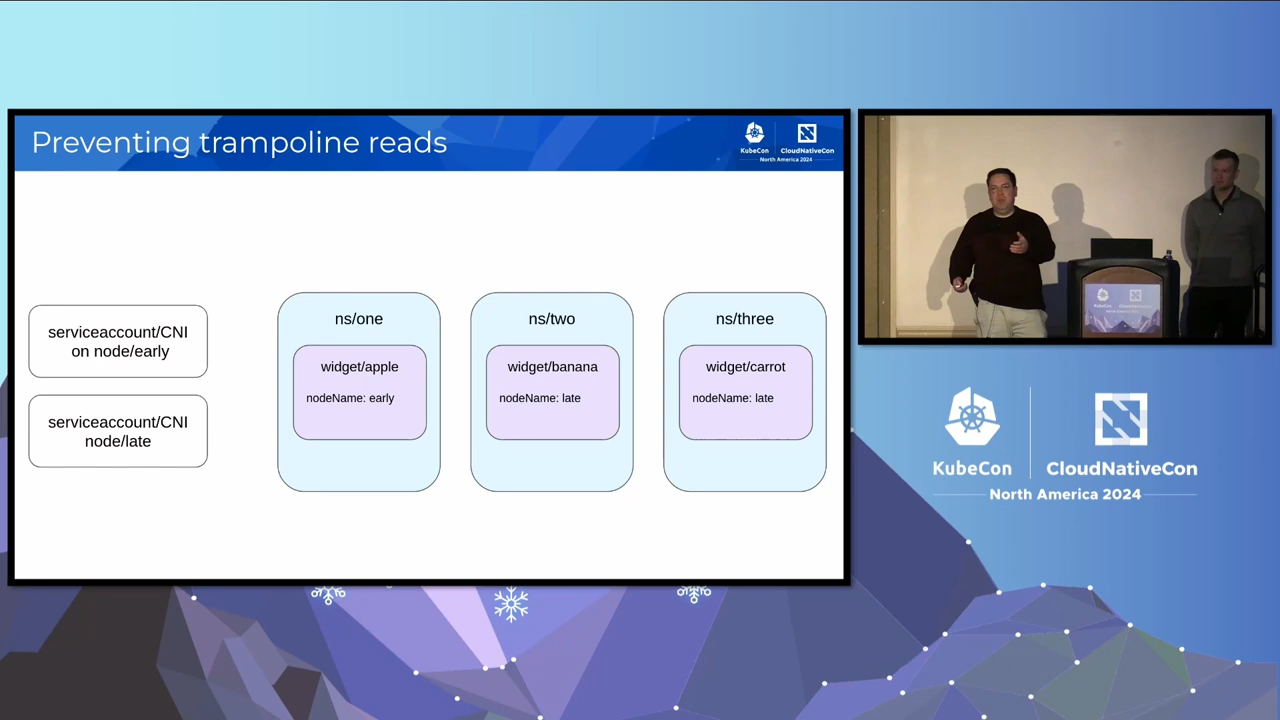 Preventing trampoline reads
KubeCon
CloudNativeCon
North America 2024
serviceaccount/CNI
on node/early
serviceaccount/CNI
node/late
ns/one
widget/apple
nodeName: early
ns/two
widget/banana
nodeName: late
ns/three
widget/carrot
nodeName: late
KubeCon
CloudNativeCon
North America 2024